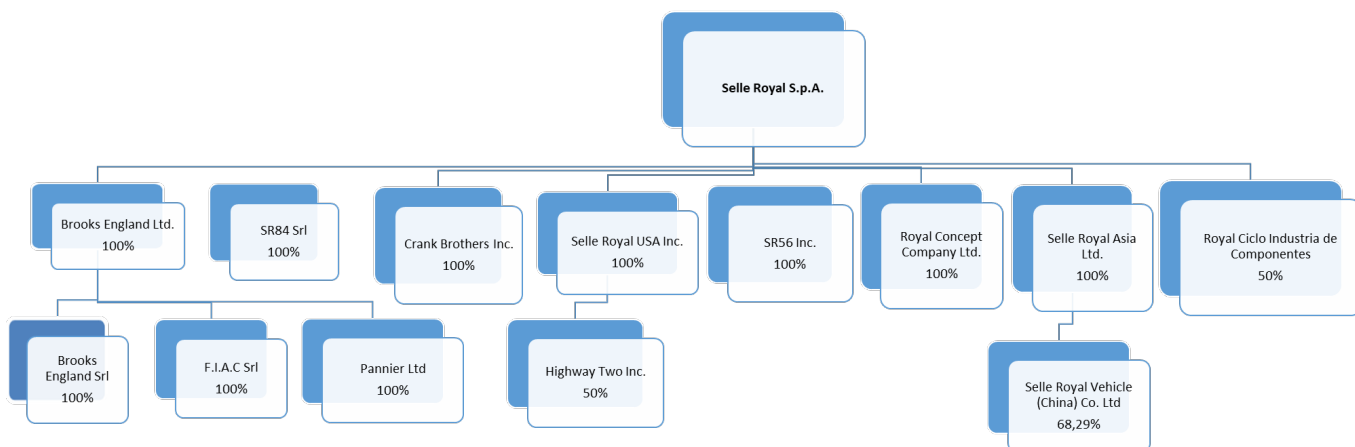 Selle Royal S.p.A.
Brooks England Ltd.
100%
SR84 Srl
100%
Crank Brothers Inc.
100%
Selle Royal USA Inc.
100%
SR56 Inc.
100%
Royal Concept
Company Ltd.
100%
Selle Royal Asia
Ltd.
100%
Royal Ciclo Industria de
Componentes
50%
Brooks
England Srl
100%
F.I.A.C Srl
100%
Pannier Ltd
100%
Highway Two Inc.
50%
Selle Royal Vehicle
(China) Co. Ltd
68,29%